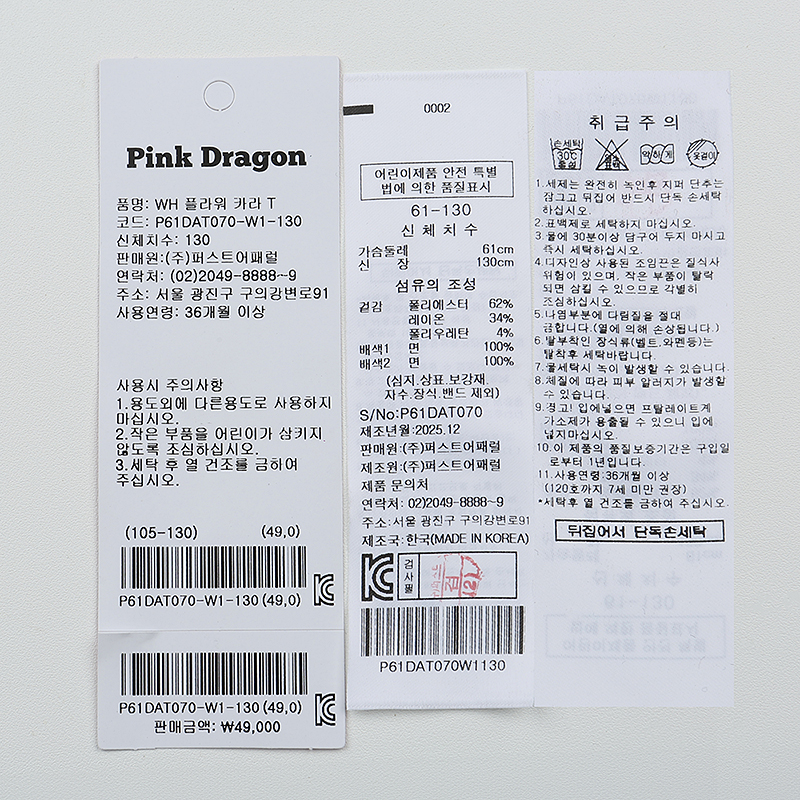 Pink Dragon
품명: WH 플라워 카라 T
코드: P61DAT070-W1-130
신체치수: 130
판매원:(주)퍼스트어패럴
연락처: (02)2049-8888~9
주소: 서울 광진구 구의강변로91
사용연령: 36개월 이상
사용시 주의사항
1.용도외에 다른용도로 사용하지
마십시오.
2.작은 부품을 어린이가 삼키지
않도록 조심하십시오.
3.세탁 후 열 건조를 금하여
주십시오.
(105-130) (49,0)
P61DAT070-W1-130 (49,0)
P61DAT070-W1-130 (49,0)
판매금액: ₩49,000
0002
어린이제품 안전 특별
법에 의한 품질표시
61-130
신체치수
가슴둘레 61cm
신 장 130cm
섬유의 조성
겉감 폴리에스터 62%
레이온 34%
폴리우레탄 4%
배색1 면 100%
배색2 면 100%
(심지.상표.보강재.
자수.장식.밴드 제외)
S/No:P61DAT070
제조년월:2025.12
판매원:(주)퍼스트어패럴
제조원:(주)퍼스트어패럴
제품 문의처
연락처: 02)2049-8888~9
주소:서울 광진구 구의강변로91
제조국:한국(MADE IN KOREA)
검사필
P61DAT070W1130
취급주의
손세탁
30℃
중성
염소
표백
약하게
옷걸이
1.세제는 완전히 녹인후 지퍼 단추는
잠그고 뒤집어 반드시 단독 손세탁
하십시오.
2.표백제로 세탁하지 마십시오.
3.물에 30분이상 담구어 두지 마시고
즉시 세탁하십시오.
4.디자인상 사용된 조임끈은 질식사
위험이 있으며, 작은 부품이 탈락
되면 삼킬 수 있으므로 각별히
조심하십시오.
5.나염부분에 다림질을 절대
금합니다.(열에 의해 손상됩니다.)
6.탈부착인 장식류(벨트,와펜등)는
탈착후 세탁바랍니다.
7.물세탁시 녹이 발생할 수 있습니다.
8.체질에 따라 피부 알러지가 발생할
수 있습니다.
9.경고! 입에넣으면 프탈레이트계
가소제가 용출될 수 있으니 입에
넣지마십시오.
10.이 제품의 품질보증기간은 구입일
로부터 1년입니다.
11.사용연령:36개월 이상
(120호까지 7세 미만 권장)
*세탁후 열 건조를 금하여 주십시오.
뒤집어서 단독손세탁